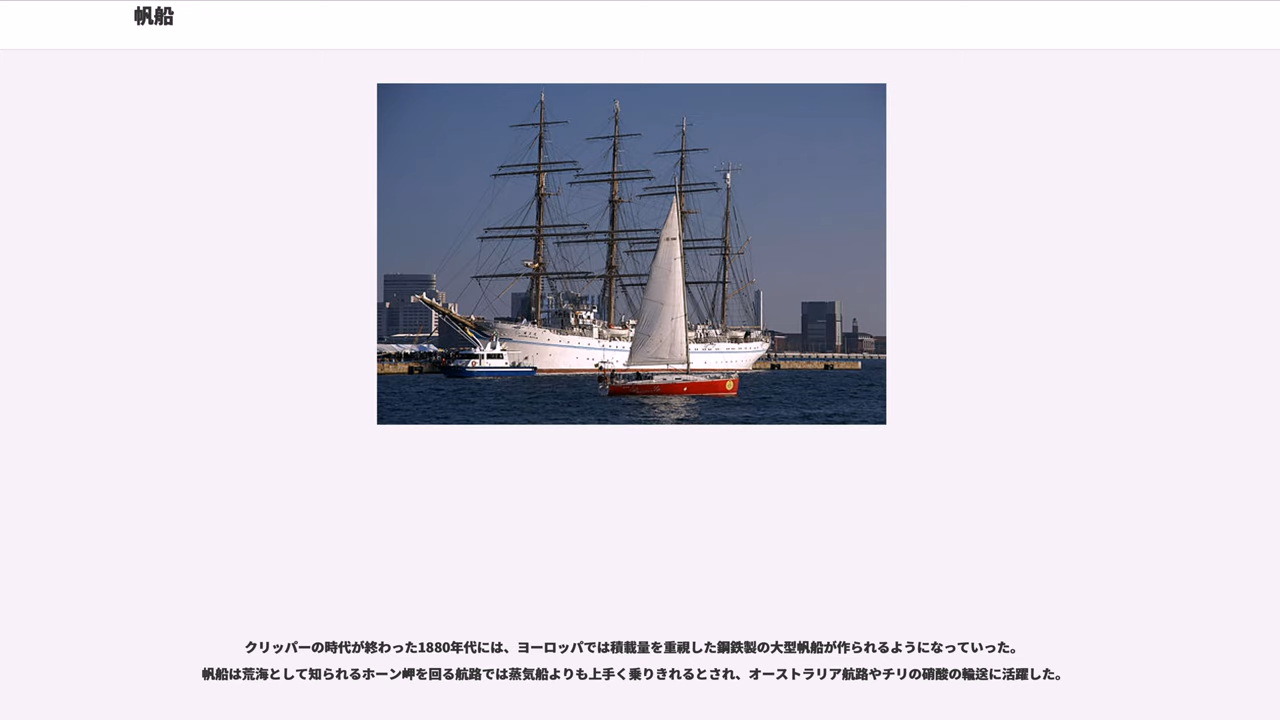 帆船
クリッパーの時代が終わった1880年代には、ヨーロッパでは積載量を重視した鋼鉄製の大型帆船が作られるようになっていった。
帆船は荒海として知られるホーン岬を回る航路では蒸気船よりも上手く乗りきれるとされ、オーストラリア航路やチリの硝酸の輸送に活躍した。